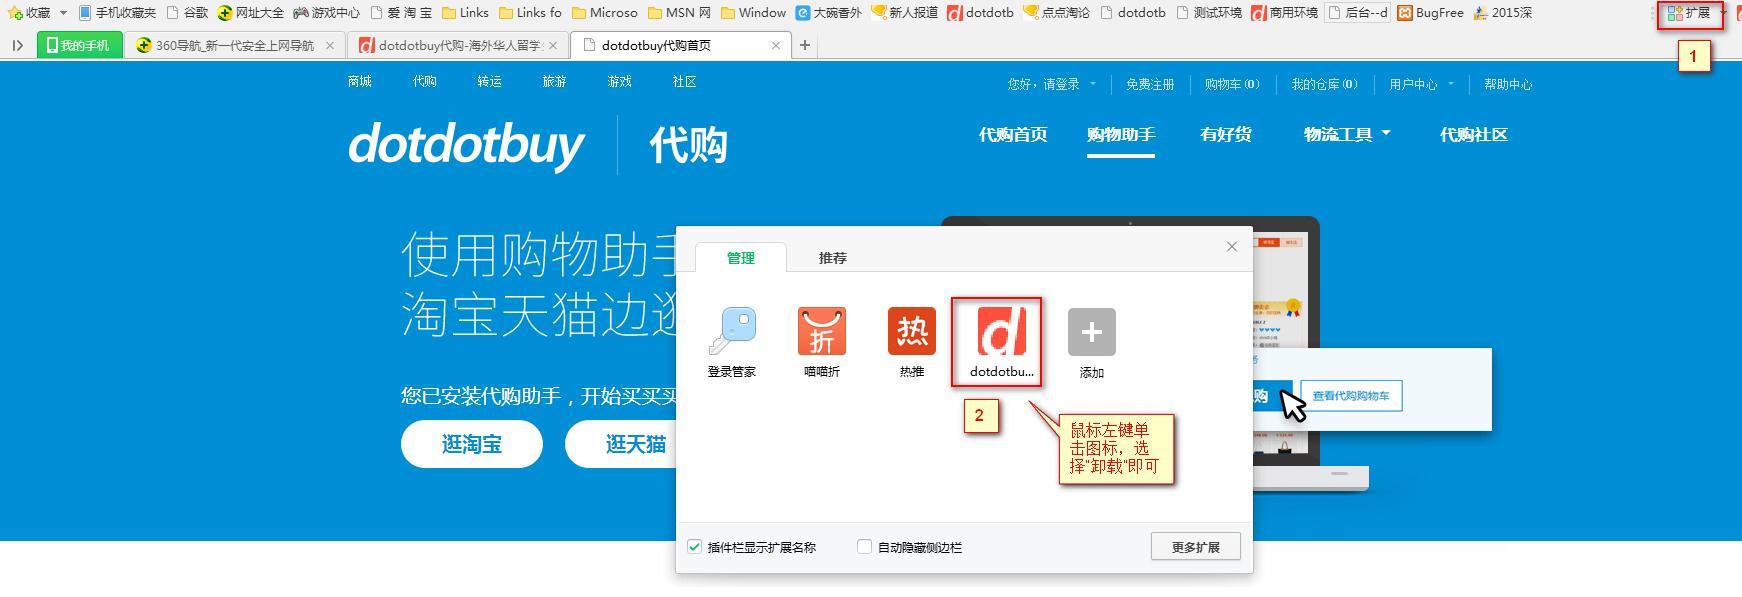 收藏 手机收藏夹 谷歌 网址大全 游戏中心 爱 淘 宝 Links Links fo Microso MSN 网 Window 大碗番外 新人报道 dotdotb 点点淘论 dotdotb 测试环境 商用环境 后台--d BugFree 2015深 扩展
1
我的手机 360导航_新一代安全上网导航 dotdotbuy代购-海外华人留学 dotdotbuy代购首页
商城 代购 转运 旅游 游戏 社区 您好，请登录 免费注册 购物车(0) 我的仓库(0) 用户中心 帮助中心
dotdotbuy 代购 代购首页 购物助手 有好货 物流工具 代购社区
使用购物助手
淘宝天猫边逛
您已安装代购助手，开始买买买
逛淘宝 逛天猫
管理 推荐
登录管家 喵喵折 热推 dotdotbu... 添加
折 热 d
2
鼠标左键单
击图标，选
择"卸载"即可
购 查看代购购物车
插件栏显示扩展名称 自动隐藏侧边栏 更多扩展